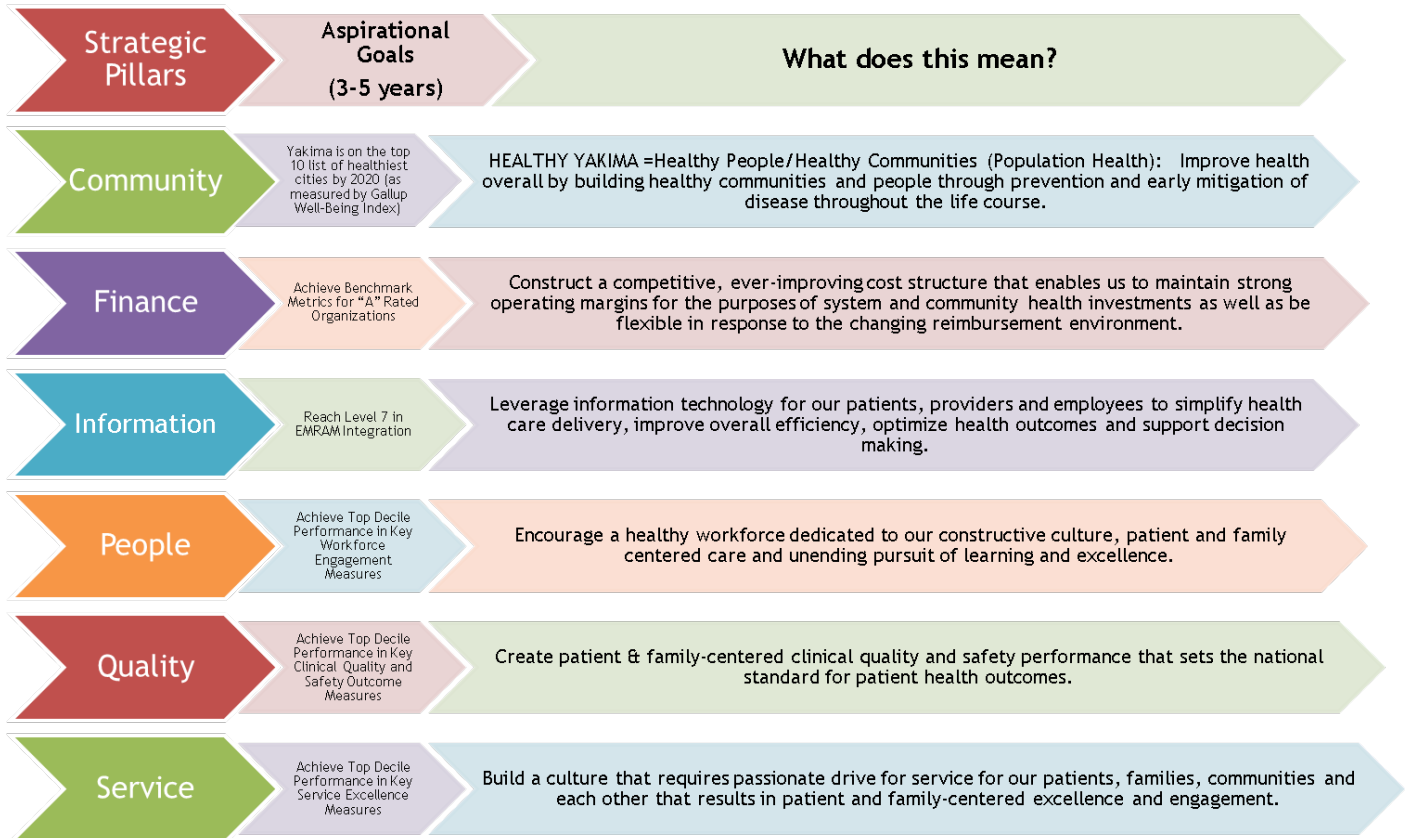 Strategic
Pillars
Aspirational
Goals
(3-5 years)
What does this mean?
Community
Yakima is on the top
10 list of healthiest
cities by 2020 (as
measured by Gallup
Well-Being Index)
HEALTHY YAKIMA =Healthy People/Healthy Communities (Population Health): Improve health
overall by building healthy communities and people through prevention and early mitigation of
disease throughout the life course.
Finance
Achieve Benchmark
Metrics for “A” Rated
Organizations
Construct a competitive, ever-improving cost structure that enables us to maintain strong
operating margins for the purposes of system and community health investments as well as be
flexible in response to the changing reimbursement environment.
Information
Reach Level 7 in
EMRAM Integration
Leverage information technology for our patients, providers and employees to simplify health
care delivery, improve overall efficiency, optimize health outcomes and support decision
making.
People
Achieve Top Decile
Performance in Key
Workforce
Engagement
Measures
Encourage a healthy workforce dedicated to our constructive culture, patient and family
centered care and unending pursuit of learning and excellence.
Quality
Achieve Top Decile
Performance in Key
Clinical Quality and
Safety Outcome
Measures
Create patient & family-centered clinical quality and safety performance that sets the national
standard for patient health outcomes.
Service
Achieve Top Decile
Performance in Key
Service Excellence
Measures
Build a culture that requires passionate drive for service for our patients, families, communities and
each other that results in patient and family-centered excellence and engagement.